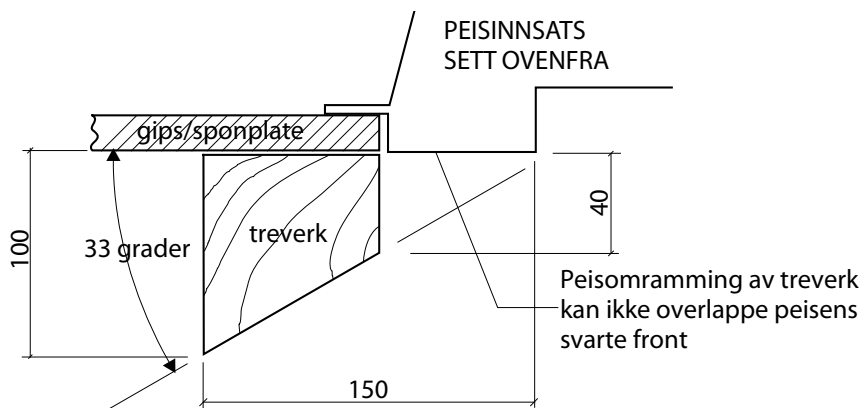 PEISINNSATS
SETT OVENFRA
gips/sponplate
33 grader
treverk
100
40
Peisomramming av treverk
kan ikke overlappe peisens
svarte front
150